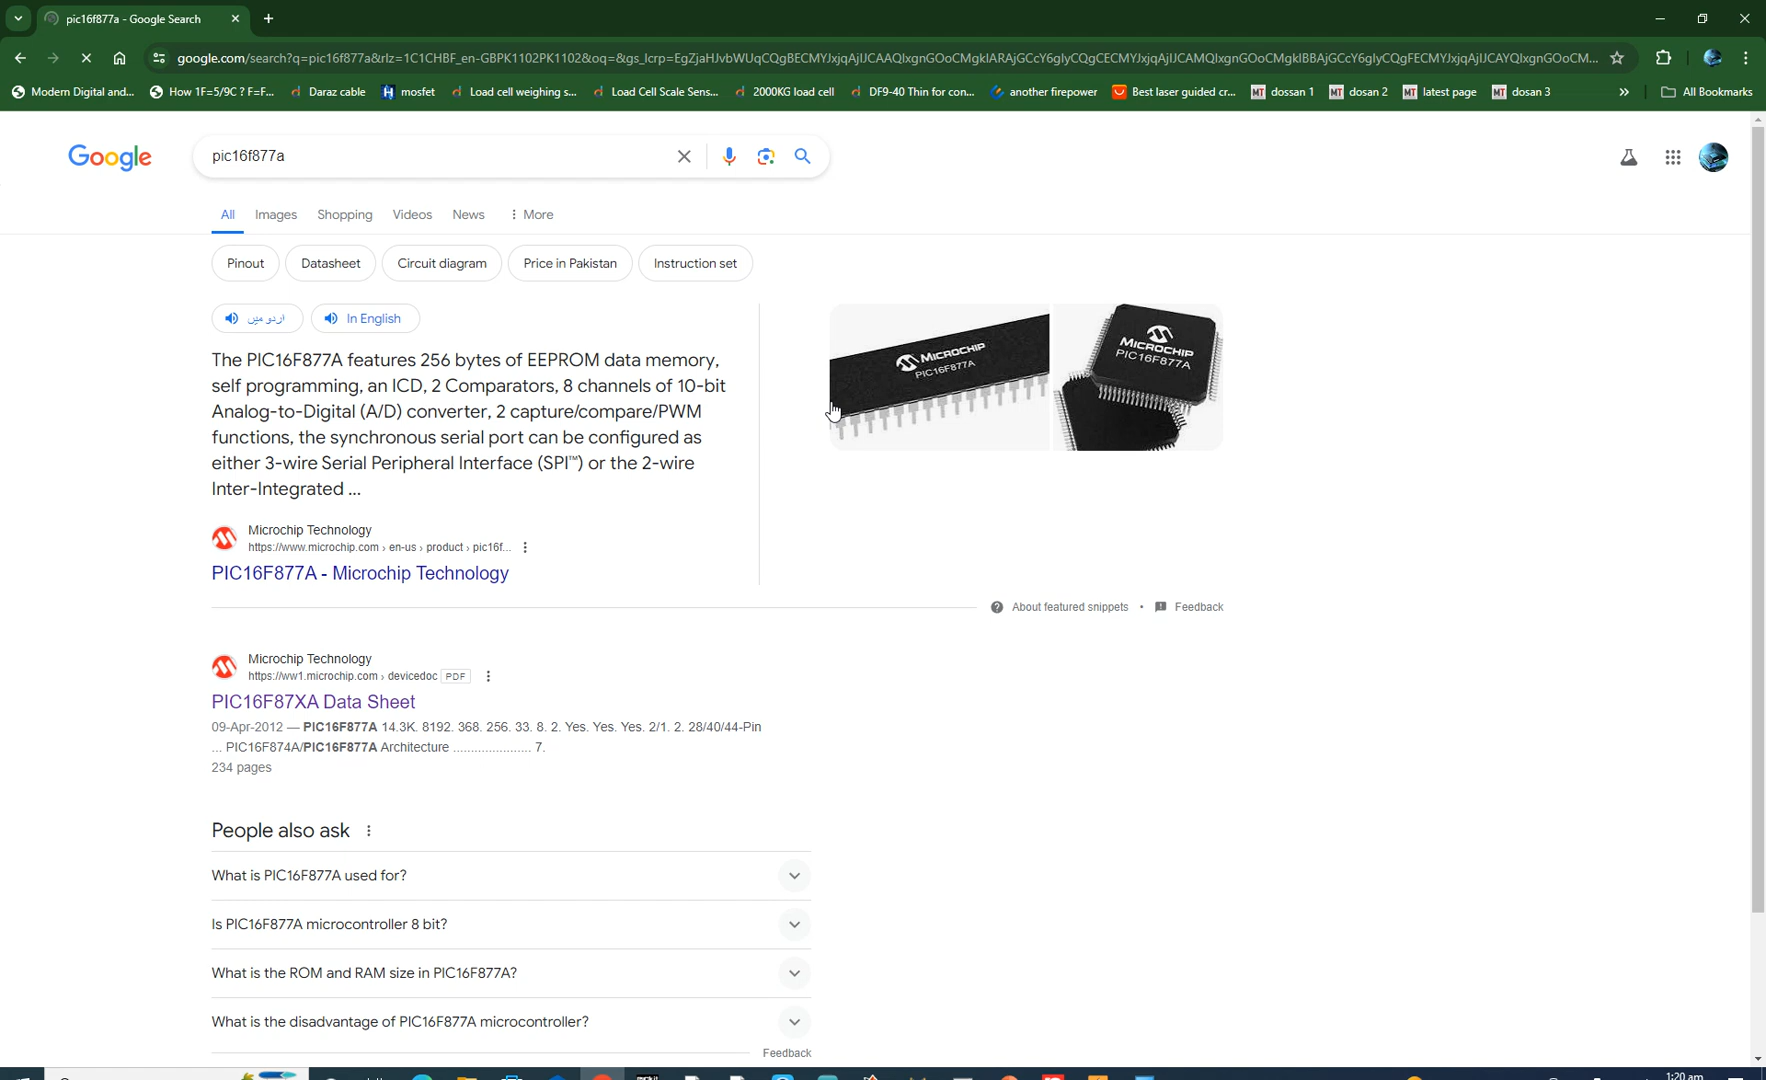 pic16f877a - Google Search
google.com/search?q=pic16f877a&rlz=1C1CHBF_en-GBPK1102PK1102&oq=&gs_lcrp=
Modern Digital and... How 1F=5/9C ? F=F... Daraz cable mosfet Load cell weighing s... Load Cell Scale Sens... 2000KG load cell DF9-40 Thin for con... another firepower Best laser guided cr... dossan 1 dosan 2 latest page dosan 3 » All Bookmarks
Google pic16f877a
All Images Shopping Videos News More
Pinout Datasheet Circuit diagram Price in Pakistan Instruction set
اردو میں In English
The PIC16F877A features 256 bytes of EEPROM data memory,
self programming, an ICD, 2 Comparators, 8 channels of 10-bit
Analog-to-Digital (A/D) converter, 2 capture/compare/PWM
functions, the synchronous serial port can be configured as
either 3-wire Serial Peripheral Interface (SPI™) or the 2-wire
Inter-Integrated ...
MICROCHIP
PIC16F877A
MICROCHIP
PIC16F877A
Microchip Technology
https://www.microchip.com › en-us › product › pic16f...
PIC16F877A - Microchip Technology
About featured snippets • Feedback
Microchip Technology
https://ww1.microchip.com › devicedoc PDF
PIC16F87XA Data Sheet
09-Apr-2012 — PIC16F877A 14.3K. 8192. 368. 256. 33. 8. 2. Yes. Yes. Yes. 2/1. 2. 28/40/44-Pin
... PIC16F874A/PIC16F877A Architecture ...................... 7.
234 pages
People also ask
What is PIC16F877A used for?
Is PIC16F877A microcontroller 8 bit?
What is the ROM and RAM size in PIC16F877A?
What is the disadvantage of PIC16F877A microcontroller?
Feedback
1:20 am